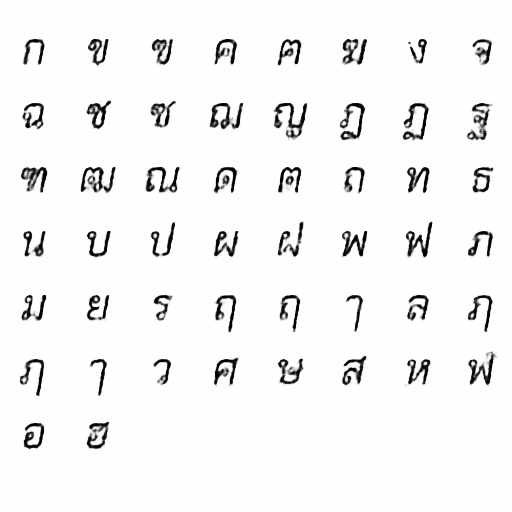 ก ข ฃ ค ฅ ฆ ง จ
ฉ ช ซ ฌ ญ ฎ ฏ ฐ
ฑ ฒ ณ ด ต ถ ท ธ
น บ ป ผ ฝ พ ฟ ภ
ม ย ร ฤ ฤ ๅ ล ภ
ฦ ๅ ว ศ ษ ส ห ฬ
อ ฮ